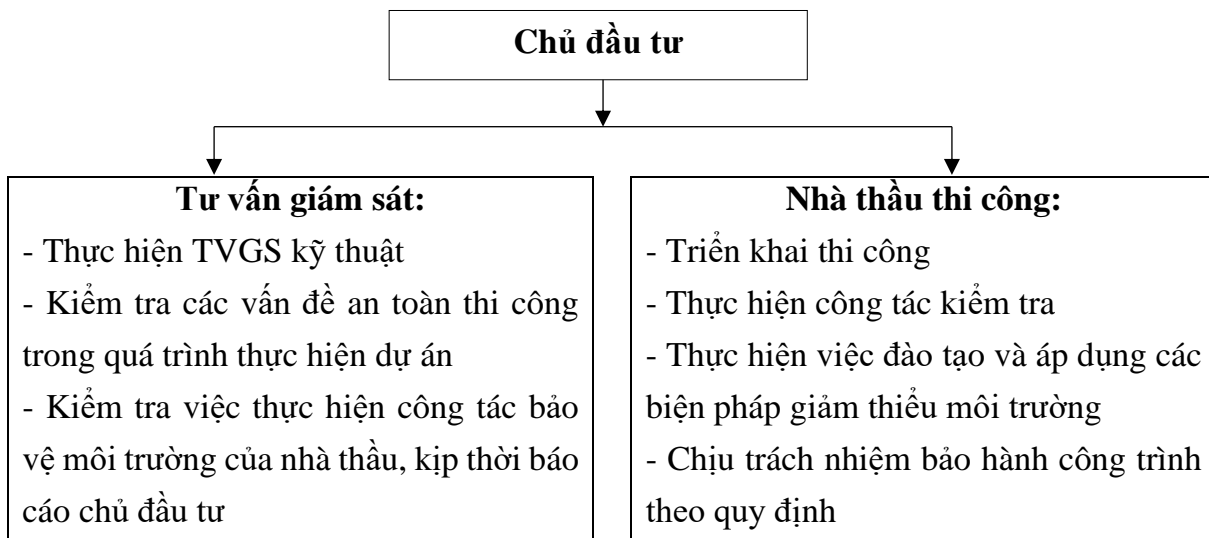 Chủ đầu tư
Tư vấn giám sát:
- Thực hiện TVGS kỹ thuật
- Kiểm tra các vấn đề an toàn thi công
trong quá trình thực hiện dự án
- Kiểm tra việc thực hiện công tác bảo
vệ môi trường của nhà thầu, kịp thời báo
cáo chủ đầu tư
Nhà thầu thi công:
- Triển khai thi công
- Thực hiện công tác kiểm tra
- Thực hiện việc đào tạo và áp dụng các
biện pháp giảm thiểu môi trường
- Chịu trách nhiệm bảo hành công trình
theo quy định